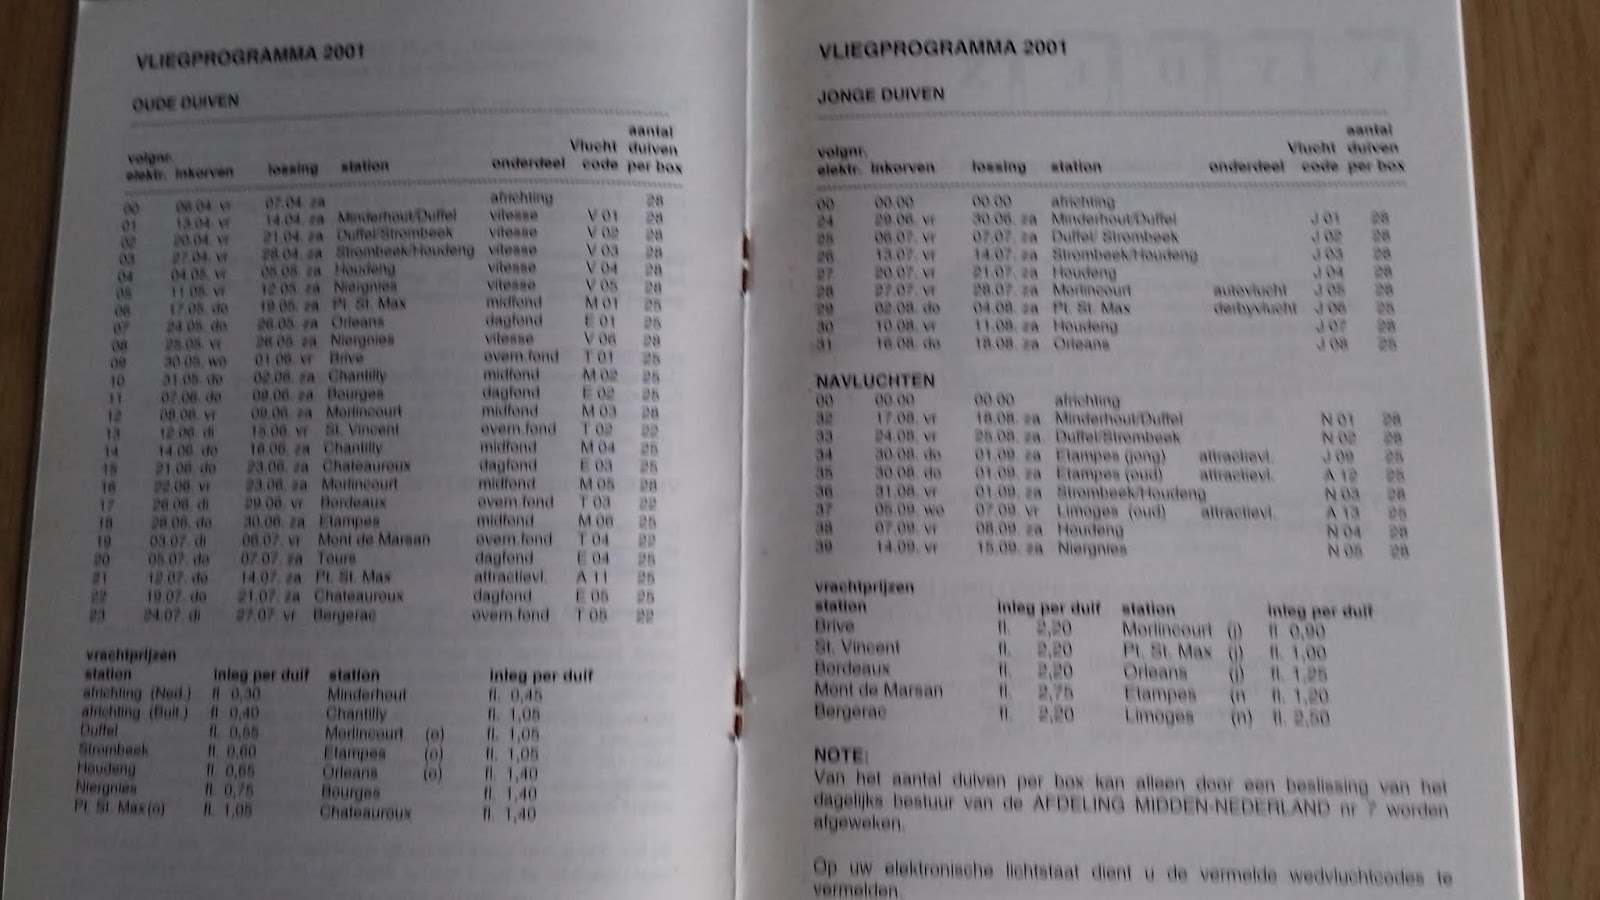 VLIEGPROGRAMMA 2001
OUDE DUIVEN
aantal
volgnr. Vlucht duiven
elektr. inkorven lossing station onderdeel code per box
00 06.04. vr 07.04. za africhting 28
01 13.04. vr 14.04. za Minderhout/Duffel vitesse V 01 28
02 20.04. vr 21.04. za Duffel/Strombeek vitesse V 02 28
03 27.04. vr 28.04. za Strombeek/Houdeng vitesse V 03 28
04 04.05. vr 05.05. za Houdeng vitesse V 04 28
05 11.05. vr 12.05. za Niergnies vitesse V 05 28
06 17.05. do 19.05. za Pt. St. Max midfond M 01 25
07 24.05. do 26.05. za Orleans dagfond E 01 25
08 25.05. vr 26.05. za Niergnies vitesse V 06 28
09 30.05. wo 01.06. vr Brive overn.fond T 01 25
10 31.05. do 02.06. za Chantilly midfond M 02 25
11 07.06. do 09.06. za Bourges dagfond E 02 25
12 08.06. vr 09.06. za Morlincourt midfond M 03 28
13 12.06. di 15.06. vr St. Vincent overn.fond T 02 22
14 14.06. do 16.06. za Chantilly midfond M 04 25
15 21.06. do 23.06. za Chateauroux dagfond E 03 25
16 22.06. vr 23.06. za Morlincourt midfond M 05 28
17 26.06. di 29.06. vr Bordeaux overn.fond T 03 22
18 28.06. do 30.06. za Etampes midfond M 06 25
19 03.07. di 06.07. vr Mont de Marsan overn.fond T 04 22
20 05.07. do 07.07. za Tours dagfond E 04 25
21 12.07. do 14.07. za Pt. St. Max attractievl. A 11 25
22 19.07. do 21.07. za Chateauroux dagfond E 05 25
23 24.07. di 27.07. vr Bergerac overn.fond T 05 22
vrachtprijzen
station inleg per duif station inleg per duif
africhting (Ned.) fl 0,30 Minderhout fl. 0,45
africhting (Buit.) fl 0,40 Chantilly fl. 1,05
Duffel fl. 0,55 Morlincourt (o) fl. 1,05
Strombeek fl 0,60 Etampes (o) fl. 1,05
Houdeng fl 0,65 Orleans (o) fl. 1,40
Niergnies fl. 0,75 Bourges fl. 1,40
Pt. St. Max (o) fl. 1,05 Chateauroux fl. 1,40
VLIEGPROGRAMMA 2001
JONGE DUIVEN
aantal
volgnr. Vlucht duiven
elektr. inkorven lossing station onderdeel code per box
00 00.00 00.00 africhting
24 29.06. vr 30.06. za Minderhout/Duffel J 01 28
25 06.07. vr 07.07. za Duffel/ Strombeek J 02 28
26 13.07. vr 14.07. za Strombeek/Houdeng J 03 28
27 20.07. vr 21.07. za Houdeng J 04 28
28 27.07. vr 28.07. za Morlincourt autovlucht J 05 28
29 02.08. do 04.08. za Pt. St. Max derbyvlucht J 06 25
30 10.08. vr 11.08. za Houdeng J 07 28
31 16.08. do 18.08. za Orleans J 08 25
NAVLUCHTEN
00 00.00 00.00 africhting
32 17.08. vr 18.08. za Minderhout/Duffel N 01 28
33 24.08. vr 25.08. za Duffel/Strombeek N 02 28
34 30.08. do 01.09. za Etampes (jong) attractievl. J 09 25
35 30.08. do 01.09. za Etampes (oud) attractievl. A 12 25
36 31.08. vr 01.09. za Strombeek/Houdeng N 03 28
37 05.09. wo 07.09. vr Limoges (oud) attractievl. A 13 25
38 07.09. vr 08.09. za Houdeng N 04 28
39 14.09. vr 15.09. za Niergnies N 05 28
vrachtprijzen
station inleg per duif station inleg per duif
Brive fl. 2,20 Morlincourt (j) fl 0,90
St. Vincent fl. 2,20 Pt. St. Max (j) fl. 1,00
Bordeaux fl. 2,20 Orleans (j) fl. 1,25
Mont de Marsan fl. 2,75 Etampes (n fl. 1,20
Bergerac fl. 2,20 Limoges (n) fl. 2,50
NOTE:
Van het aantal duiven per box kan alleen door een beslissing van het
dagelijks bestuur van de AFDELING MIDDEN-NEDERLAND nr 7 worden
afgeweken.
Op uw elektronische lichtstaat dient u de vermelde wedvluchtcodes te
vermelden.